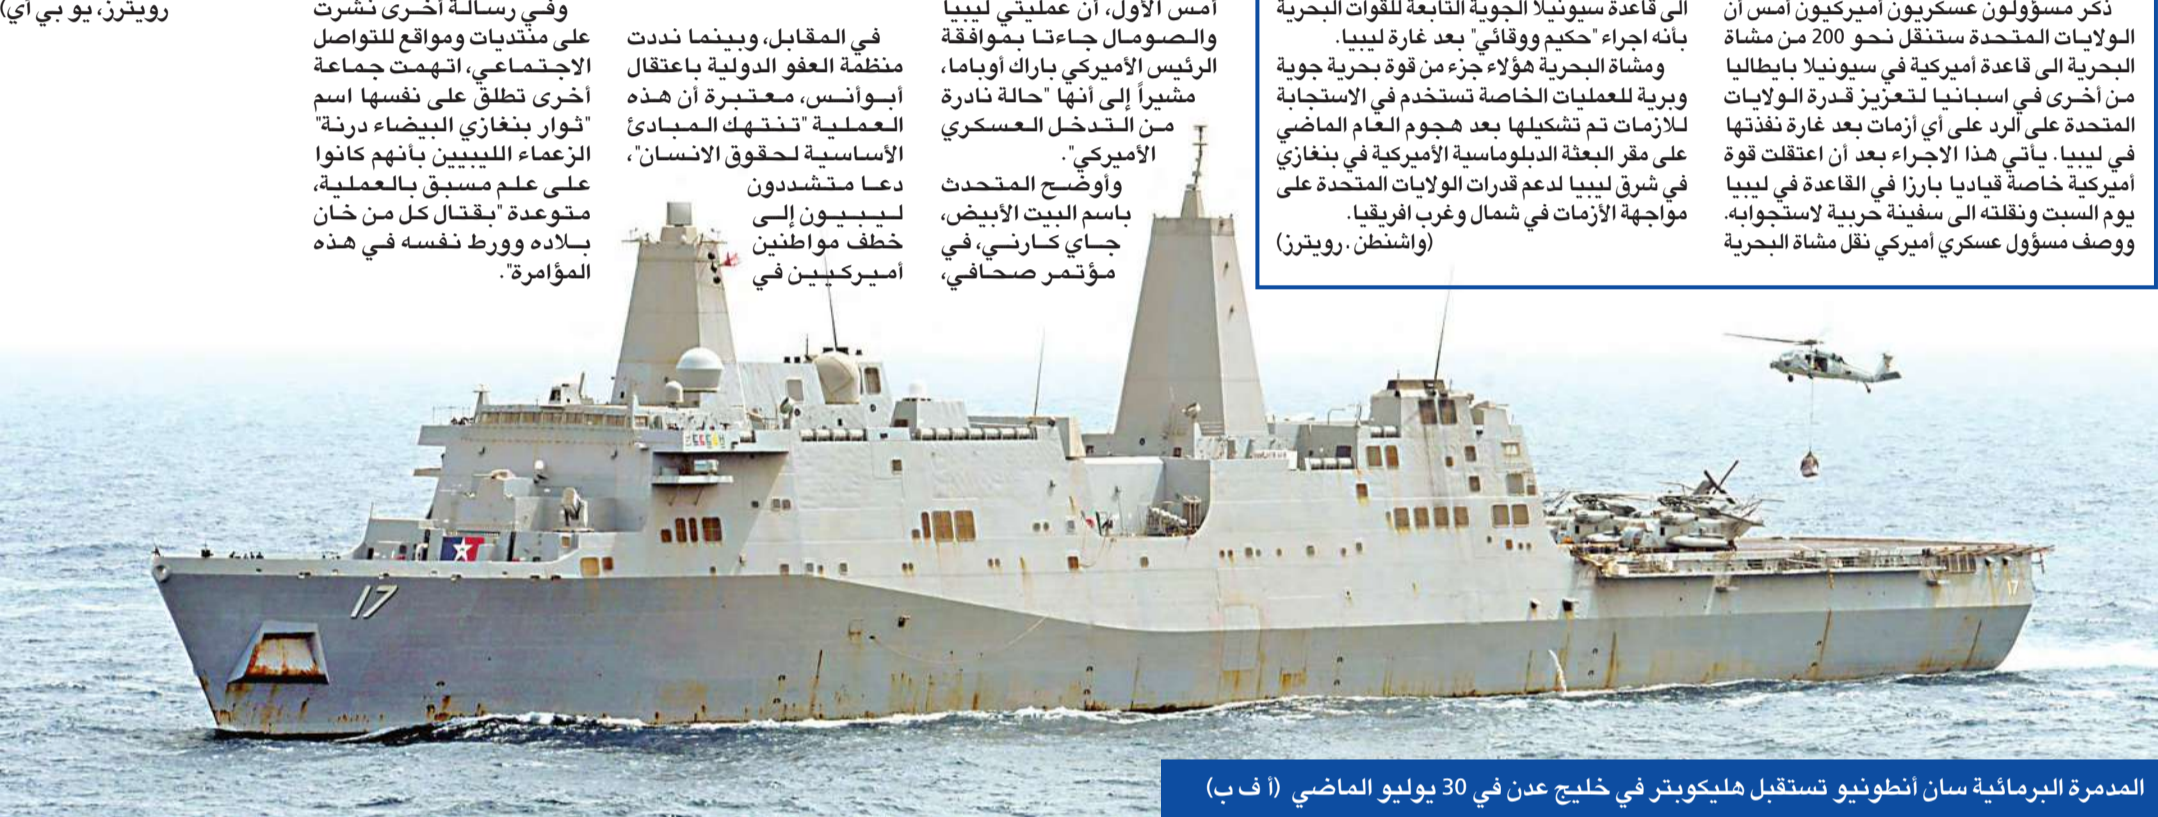 ذكر مسؤولون عسكريون أميركيون أمس أن
الولايات المتحدة ستنقل نحو 200 من مشاة
البحرية الى قاعدة أميركية في سيونيلا بايطاليا
من أخرى في اسبانيا لتعزيز قدرة الولايات
المتحدة على الرد على أي أزمات بعد غارة نفذتها
في ليبيا. يأتي هذا الاجراء بعد أن اعتقلت قوة
أميركية خاصة قياديا بارزا في القاعدة في ليبيا
يوم السبت ونقلته الى سفينة حربية لاستجوابه.
ووصف مسؤول عسكري أميركي نقل مشاة البحرية
الى قاعدة سيونيلا الجوية التابعة للقوات البحرية
بأنه اجراء "حكيم ووقائي" بعد غارة ليبيا.
ومشاة البحرية هؤلاء جزء من قوة بحرية جوية
وبرية للعمليات الخاصة تستخدم في الاستجابة
للازمات تم تشكيلها بعد هجوم العام الماضي
على مقر البعثة الدبلوماسية الأميركية في بنغازي
في شرق ليبيا لدعم قدرات الولايات المتحدة على
مواجهة الأزمات في شمال وغرب افريقيا.
(واشنطن . رويترز)
أمس الأول، أن عمليتي ليبيا
والصومال جاءتا بموافقة
الرئيس الأميركي باراك أوباما،
مشيراً إلى أنها "حالة نادرة
من التدخل العسكري
الأميركي".
وأوضح المتحدث
باسم البيت الأبيض،
جاي كارني، في
مؤتمر صحافي،
في المقابل، وبينما نددت
منظمة العفو الدولية باعتقال
أبوأنس، معتبرة أن هذه
العملية "تنتهك المبادئ
الأساسية لحقوق الانسان"،
دعا متشددون
ليبيون إلى
خطف مواطنين
أميركيين في
وفي رسالة أخرى نشرت
على منتديات ومواقع للتواصل
الاجتماعي، اتهمت جماعة
أخرى تطلق على نفسها اسم
"ثوار بنغازي البيضاء درنة"
الزعماء الليبيين بأنهم كانوا
على علم مسبق بالعملية،
متوعدة "بقتال كل من خان
بلاده وورط نفسه في هذه
المؤامرة".
رويترز، يو بي آي)
17
17
المدمرة البرمائية سان أنطونيو تستقبل هليكوبتر في خليج عدن في 30 يوليو الماضي (أ ف ب)